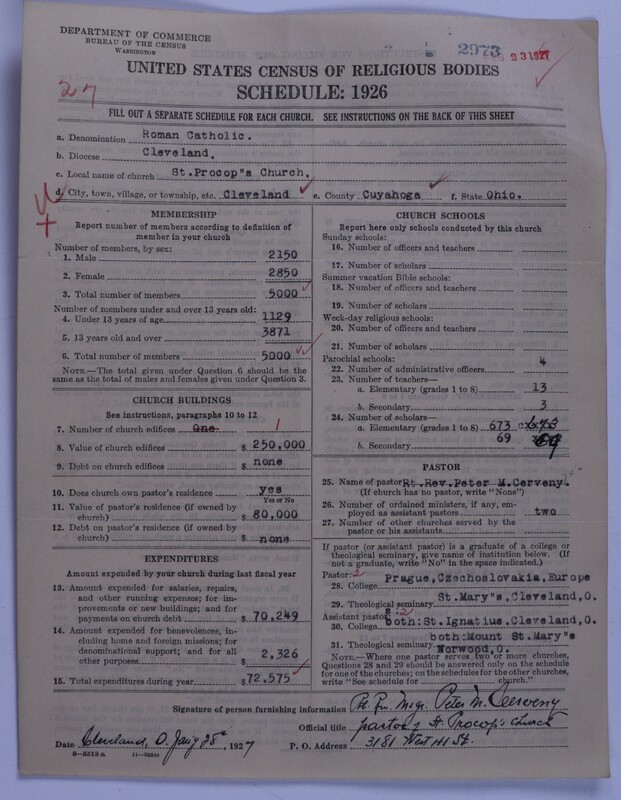 DEPARTMENT OF COMMERCE
BUREAU OF THE CENSUS
WASHINGTON
2973
23 1927
UNITED STATES CENSUS OF RELIGIOUS BODIES
SCHEDULE: 1926
27
FILL OUT A SEPARATE SCHEDULE FOR EACH CHURCH. SEE INSTRUCTIONS ON THE BACK OF THIS SHEET
a. Denomination Roman Catholic.
b. Diocese Cleveland.
c. Local name of church St.Procop"s Church.
d. City, town, village, or township, etc. Cleveland e. County Cuyahoga f. State Ohio.
MEMBERSHIP
Report number of members according to definition of member in your church
Number of members, by sex:
1. Male 2150
2. Female 2850
3. Total number of members 5000
Number of members under and over 13 years old:
4. Under 13 years of age 1129
5. 13 years old and over 3871
6. Total number of members 5000
NOTE.—The total given under Question 6 should be the same as the total of males and females given under Question 3.
CHURCH BUILDINGS
See instructions, paragraphs 10 to 12
7. Number of church edifices One 1
8. Value of church edifices $ 250,000
9. Debt on church edifices $ none
10. Does church own pastor's residence yes
Yes or No
11. Value of pastor's residence (if owned by church) $ 80,000
12. Debt on pastor's residence (if owned by church) $ none
EXPENDITURES
Amount expended by your church during last fiscal year
13. Amount expended for salaries, repairs, and other running expenses; for improvements or new buildings; and for payments on church debt $ 70,249
14. Amount expended for benevolences, including home and foreign missions; for denominational support; and for all other purposes $ 2,326
15. Total expenditures during year $ 72.575
CHURCH SCHOOLS
Report here only schools conducted by this church
Sunday schools:
16. Number of officers and teachers
17. Number of scholars
Summer vacation Bible schools:
18. Number of officers and teachers
19. Number of scholars
Week-day religious schools:
20. Number of officers and teachers
21. Number of scholars
Parochial schools:
22. Number of administrative officers 4
23. Number of teachers—
a. Elementary (grades 1 to 8) 13
b. Secondary 3
24. Number of scholars—
a. Elementary (grades 1 to 8) 673
b. Secondary 69
PASTOR
25. Name of pastor Rt.Rev.Peter M.Cerveny.
(If church has no pastor, write "None")
26. Number of ordained ministers, if any, employed as assistant pastors two
27. Number of other churches served by the pastor or his assistants
If pastor (or assistant pastor) is a graduate of a college or theological seminary, give name of institution below. (If not a graduate, write "No" in the space indicated.)
Pastor: 2
28. College Prague,Czechoslovakia,Europe
29. Theological seminary St.Mary"s,Cleveland,O.
Assistant pastor
30. College both:St.Ignatius,Cleveland,O.
31. Theological seminary both:Mount St.Mary"s
Norwood,O.
NOTE.—Where one pastor serves two or more churches, Questions 28 and 29 should be answered only on the schedule for one of the churches; on the schedules for the other churches, write "See schedule for church."
Signature of person furnishing information Rt. Rev. Msgr. Peter M. Cerveny
Official title pastor of St. Procop's church
Date Cleveland, O. 1927 P. O. Address 3181 West 41 St.